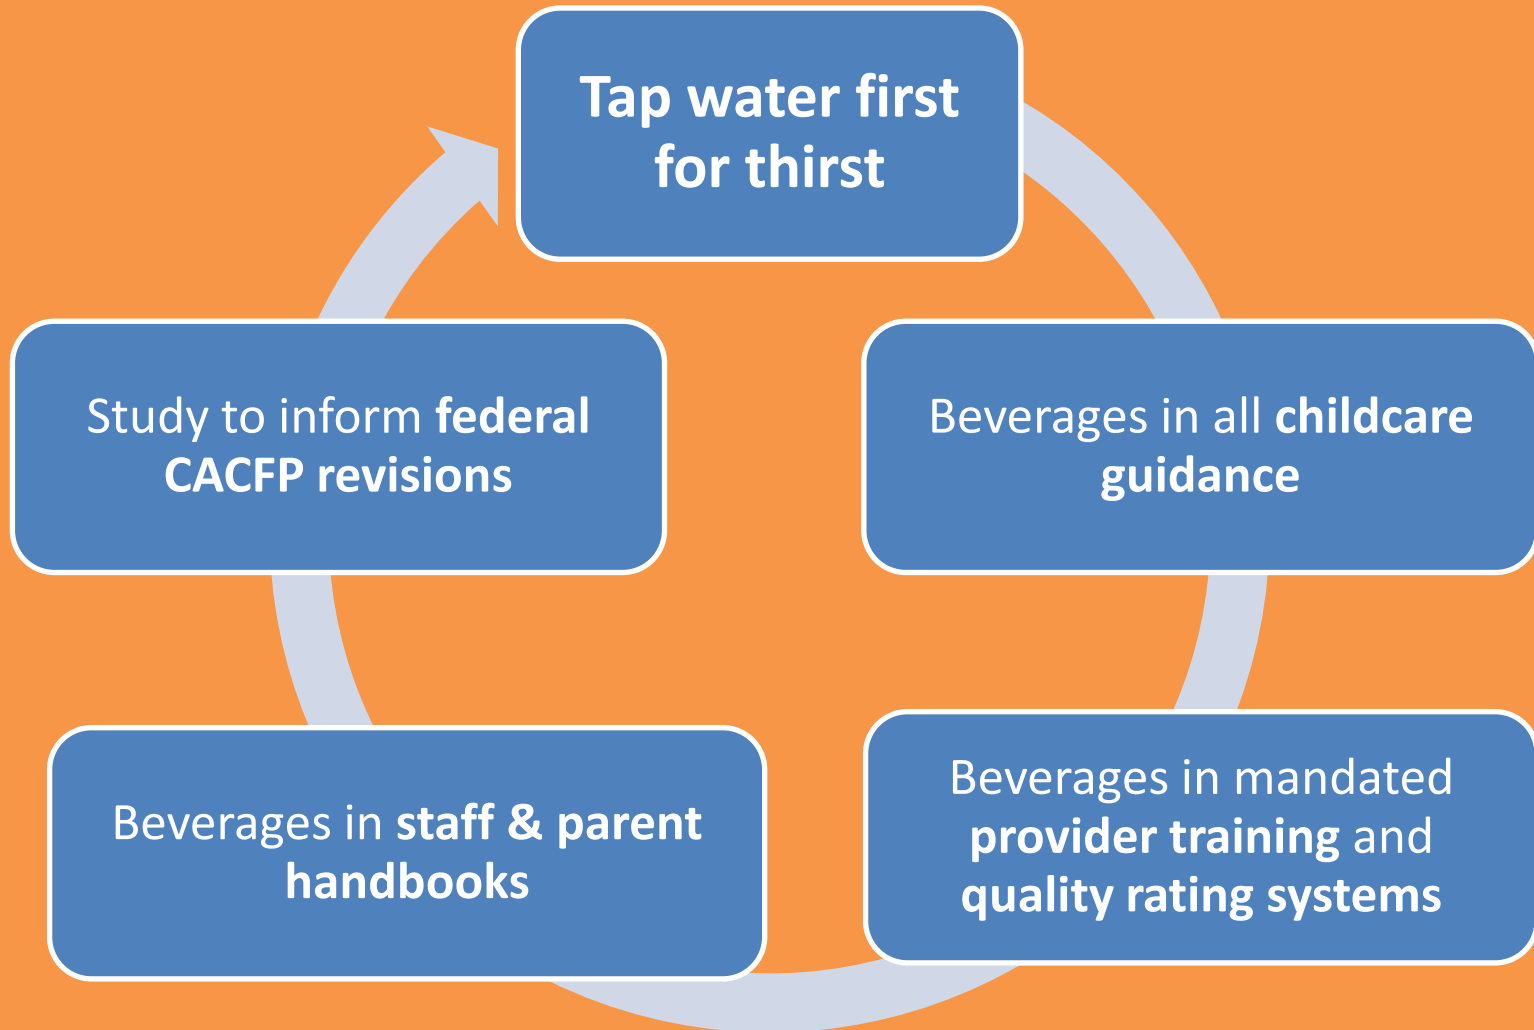 Tap water first
for thirst
Beverages in all childcare
guidance
Beverages in mandated
provider training and
quality rating systems
Beverages in staff & parent
handbooks
Study to inform federal
CACFP revisions